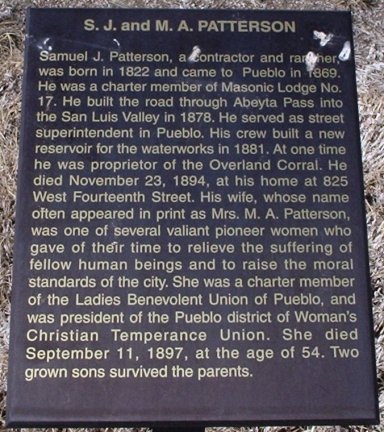 S. J. and M. A. PATTERSON
Samuel J. Patterson, a contractor and rancher,
was born in 1822 and came to Pueblo in 1869.
He was a charter member of Masonic Lodge No.
17. He built the road through Abeyta Pass into
the San Luis Valley in 1878. He served as street
superintendent in Pueblo. His crew built a new
reservoir for the waterworks in 1881. At one time
he was proprietor of the Overland Corral. He
died November 23, 1894, at his home at 825
West Fourteenth Street. His wife, whose name
often appeared in print as Mrs. M. A. Patterson,
was one of several valiant pioneer women who
gave of their time to relieve the suffering of
fellow human beings and to raise the moral
standards of the city. She was a charter member
of the Ladies Benevolent Union of Pueblo, and
was president of the Pueblo district of Woman's
Christian Temperance Union. She died
September 11, 1897, at the age of 54. Two
grown sons survived the parents.